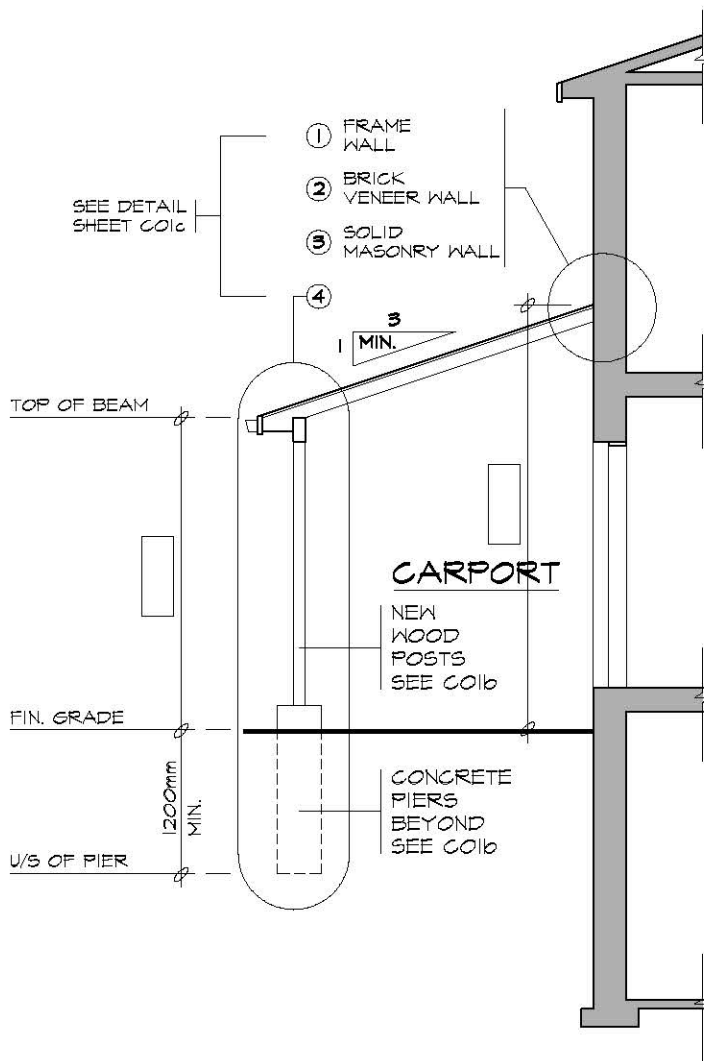 1 FRAME
WALL
2 BRICK
VENEER WALL
SEE DETAIL
SHEET C01c
3 SOLID
MASONRY WALL
4
3
1 MIN.
TOP OF BEAM
CARPORT
NEW
WOOD
POSTS
SEE C01b
FIN. GRADE
1200mm
MIN.
CONCRETE
PIERS
BEYOND
SEE C01b
U/S OF PIER